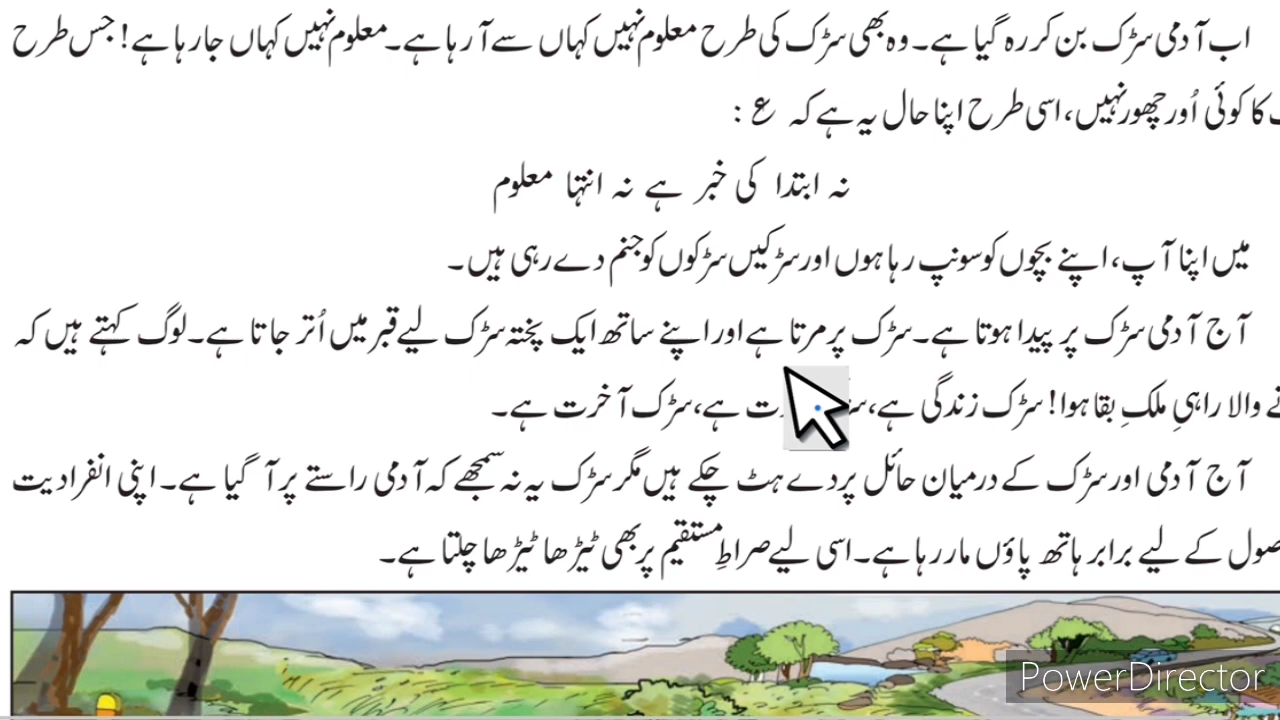 اب آدمی سڑک بن کر رہ گیا ہے۔ وہ بھی سڑک کی طرح معلوم نہیں کہاں سے آ رہا ہے۔ معلوم نہیں کہاں جا رہا ہے! جس طرح
کا کوئی اُور چھور نہیں، اسی طرح اپنا حال یہ ہے کہ ع :
نہ ابتدا کی خبر ہے نہ انتہا معلوم
میں اپنا آپ، اپنے بچوں کو سونپ رہا ہوں اور سڑکیں سڑکوں کو جنم دے رہی ہیں۔
آج آدمی سڑک پر پیدا ہوتا ہے۔ سڑک پر مرتا ہے اور اپنے ساتھ ایک پختہ سڑک لیے قبر میں اُتر جاتا ہے۔ لوگ کہتے ہیں کہ
والا راہیِ ملکِ بقا ہوا! سڑک زندگی ہے، ہے، سڑک آخرت ہے۔
آج آدمی اور سڑک کے درمیان حائل پردے ہٹ چکے ہیں مگر سڑک یہ نہ سمجھے کہ آدمی راستے پر آ گیا ہے۔ اپنی انفرادیت
کے لیے برابر ہاتھ پاؤں مار رہا ہے۔ اسی لیے صراطِ مستقیم پر بھی ٹیڑھا ٹیڑھا چلتا ہے۔
PowerDirector